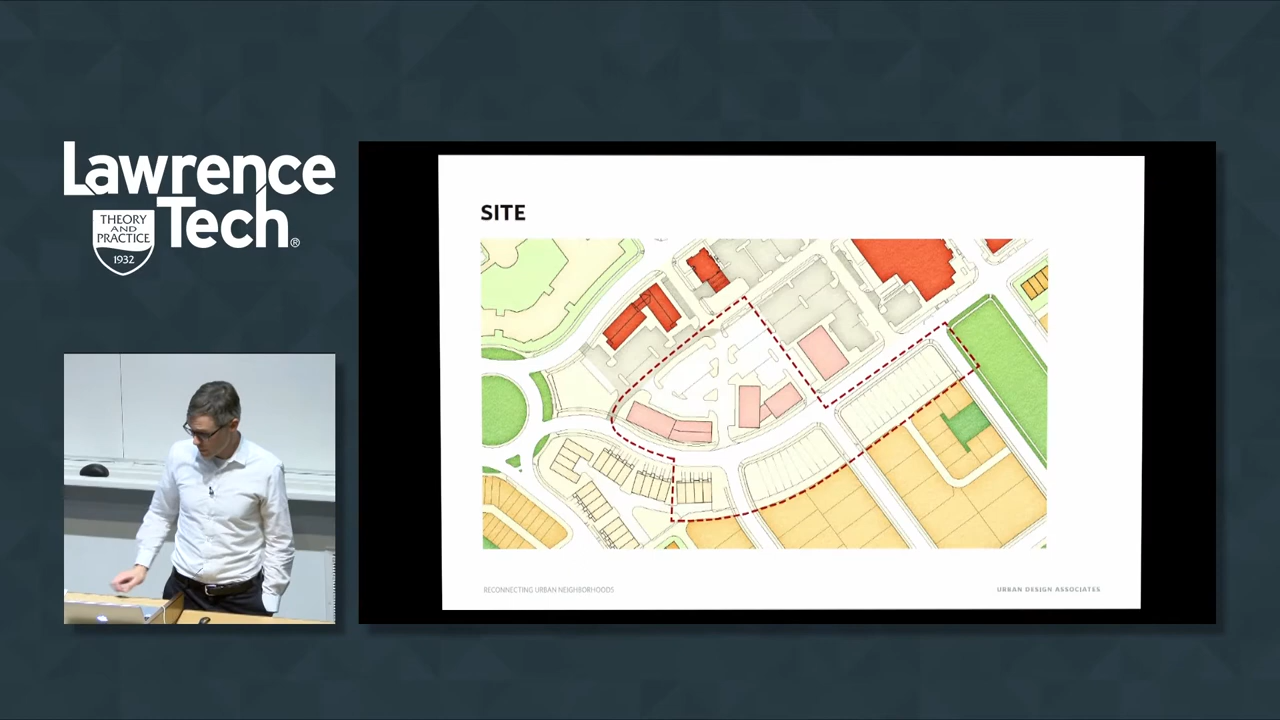 Lawrence
Tech®
THEORY
AND
PRACTICE
1932
SITE
RECONNECTING URBAN NEIGHBORHOODS
URBAN DESIGN ASSOCIATES